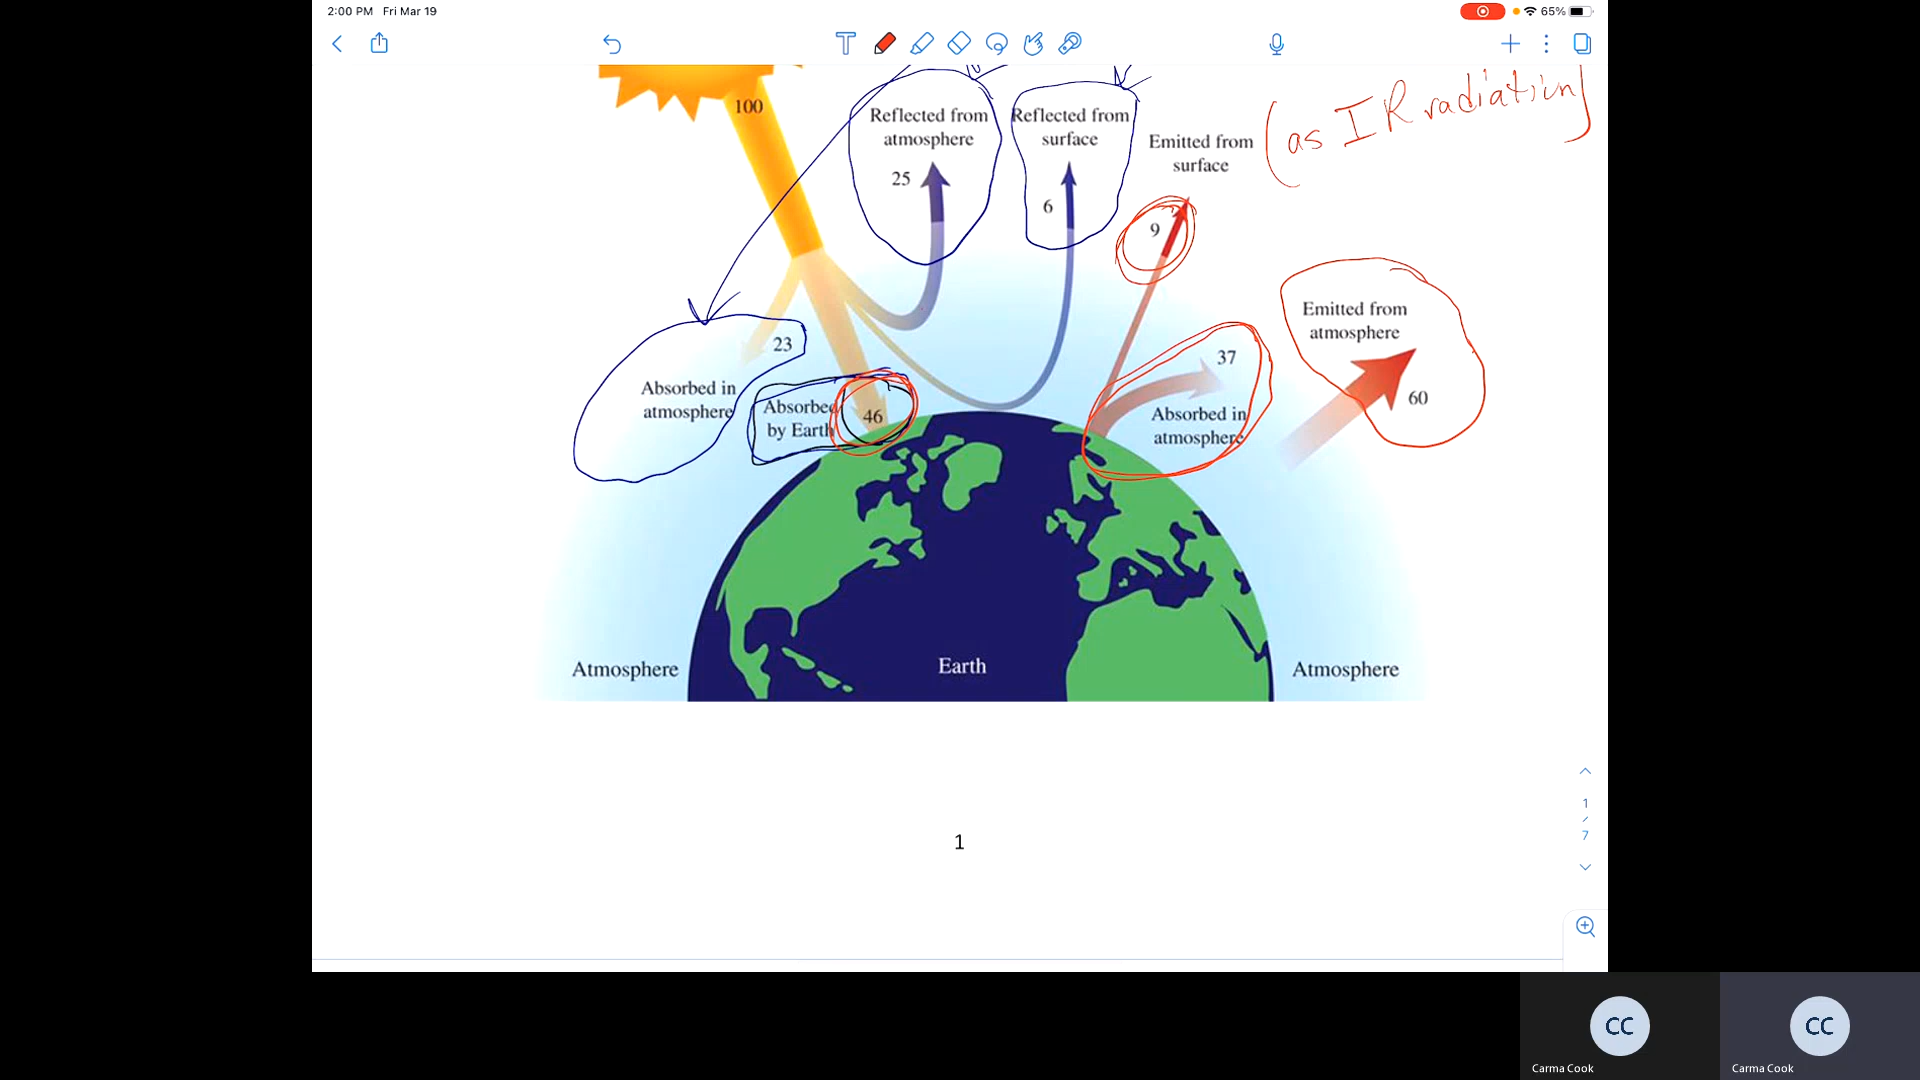 2:00 PM Fri Mar 19
65%
100
Reflected from
atmosphere
25
Reflected from
surface
6
Emitted from
surface
(as IR radiation)
9
Emitted from
atmosphere
60
23
Absorbed in
atmosphere
Absorbed
by Earth
46
37
Absorbed in
atmosphere
Atmosphere
Earth
Atmosphere
1
1
/
7
CC
Carma Cook
CC
Carma Cook